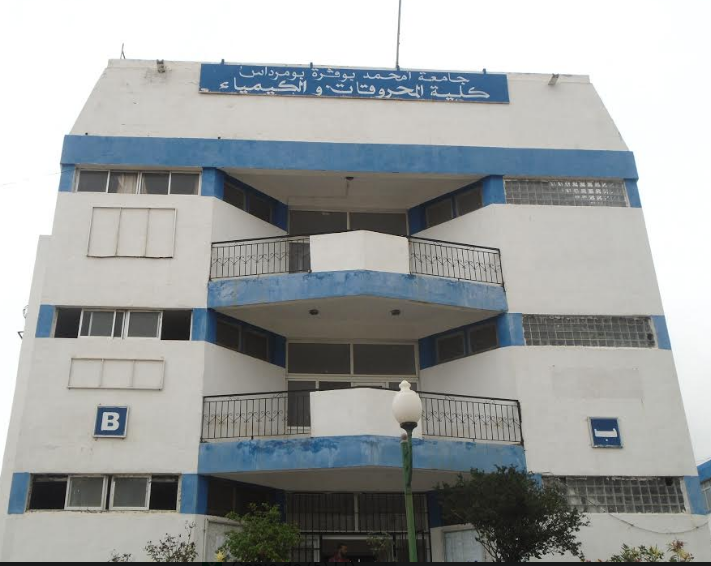 جامعة امحمد بوقرة بومرداس
كلية المحروقات و الكيمياء
B
ب